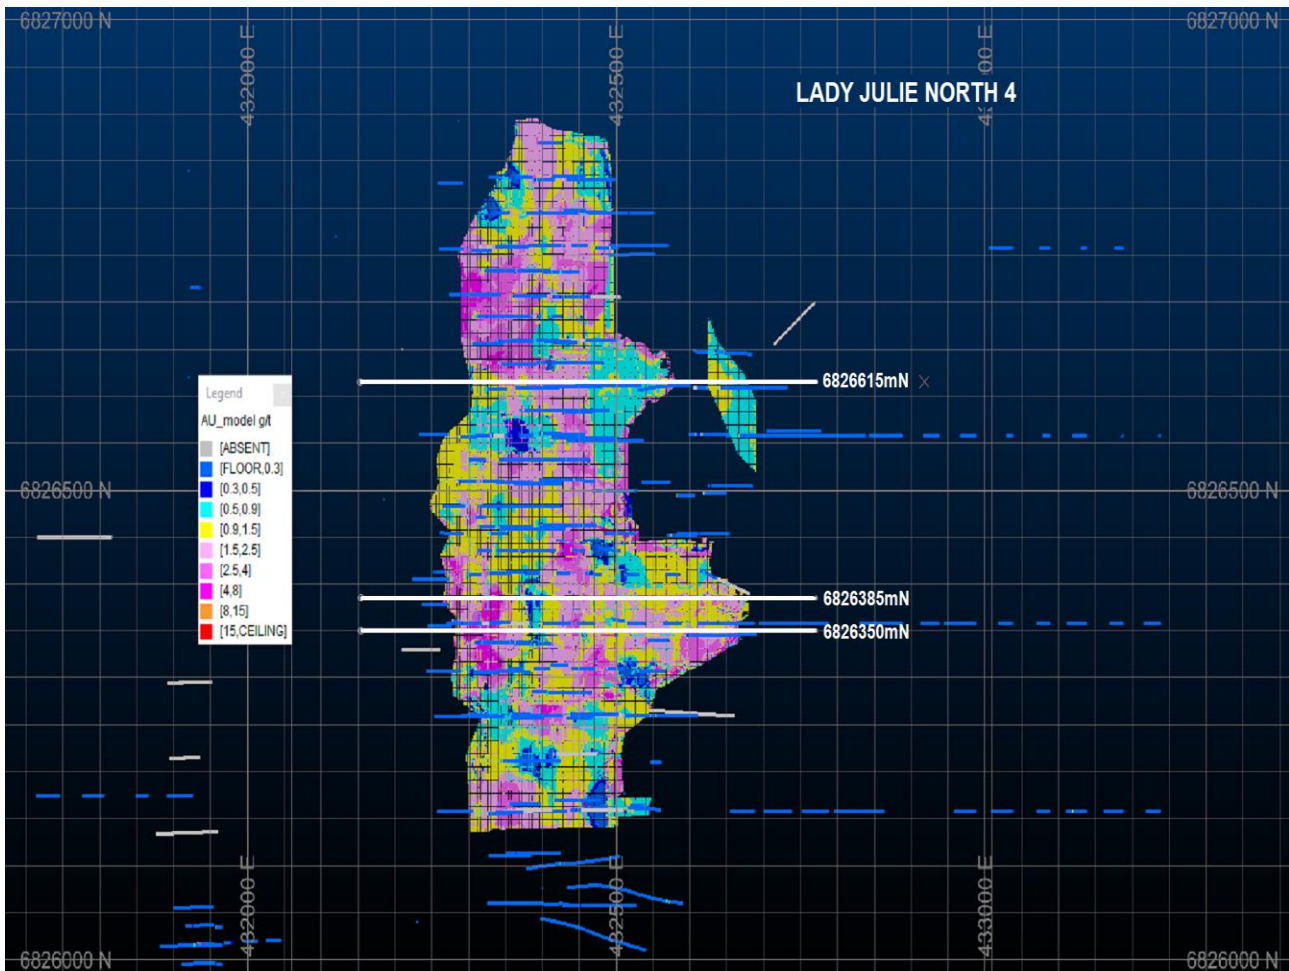 6827000 N
6827000 N
432000 E
432500 E
LADY JULIE NORTH 4
Legend
AU_model g/t
[ABSENT]
[FLOOR,0.3]
[0.3,0.5]
[0.5,0.9]
[0.9,1.5]
[1.5,2.5]
[2.5,4]
[4,8]
[8,15]
[15,CEILING]
6826615mN
6826500 N
6826500 N
6826385mN
6826350mN
432000 E
432500 E
433000 E
6826000 N
6826000 N